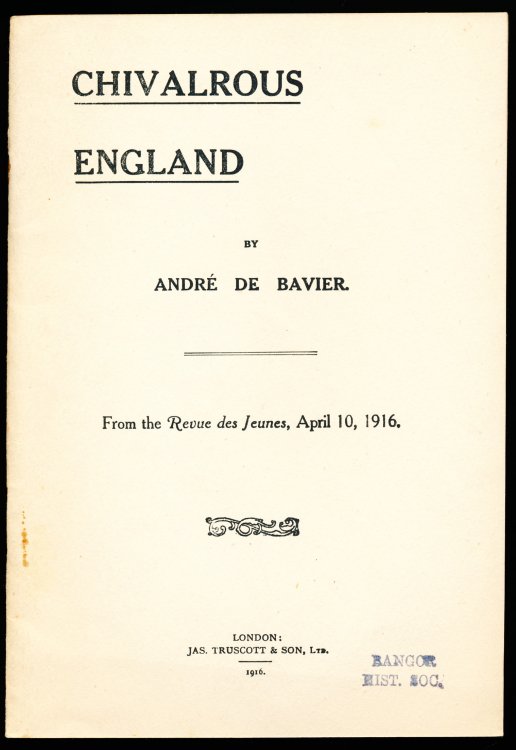 CHIVALROUS
ENGLAND
BY
ANDRÉ DE BAVIER.
From the Revue des Jeunes, April 10, 1916.
LONDON:
JAS. TRUSCOTT & SON, LTD.
1916.
BANGOR
HIST. SOC.